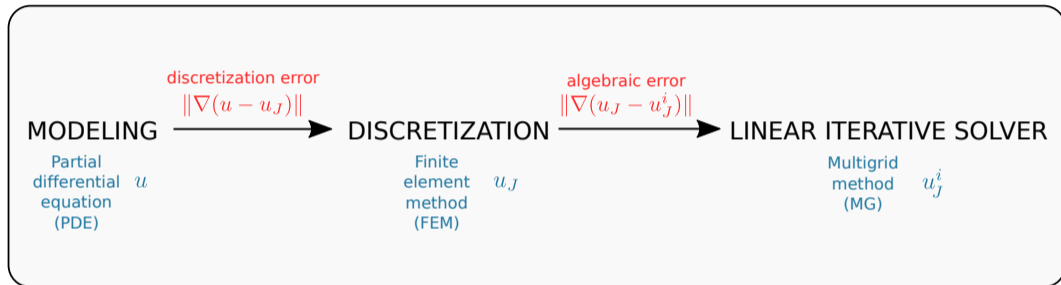 discretization error
‖∇(u − u_J)‖
algebraic error
‖∇(u_J − u_J^i)‖
MODELING
DISCRETIZATION
LINEAR ITERATIVE SOLVER
Partial
differential u
equation
(PDE)
Finite
element u_J
method
(FEM)
Multigrid
method u_J^i
(MG)